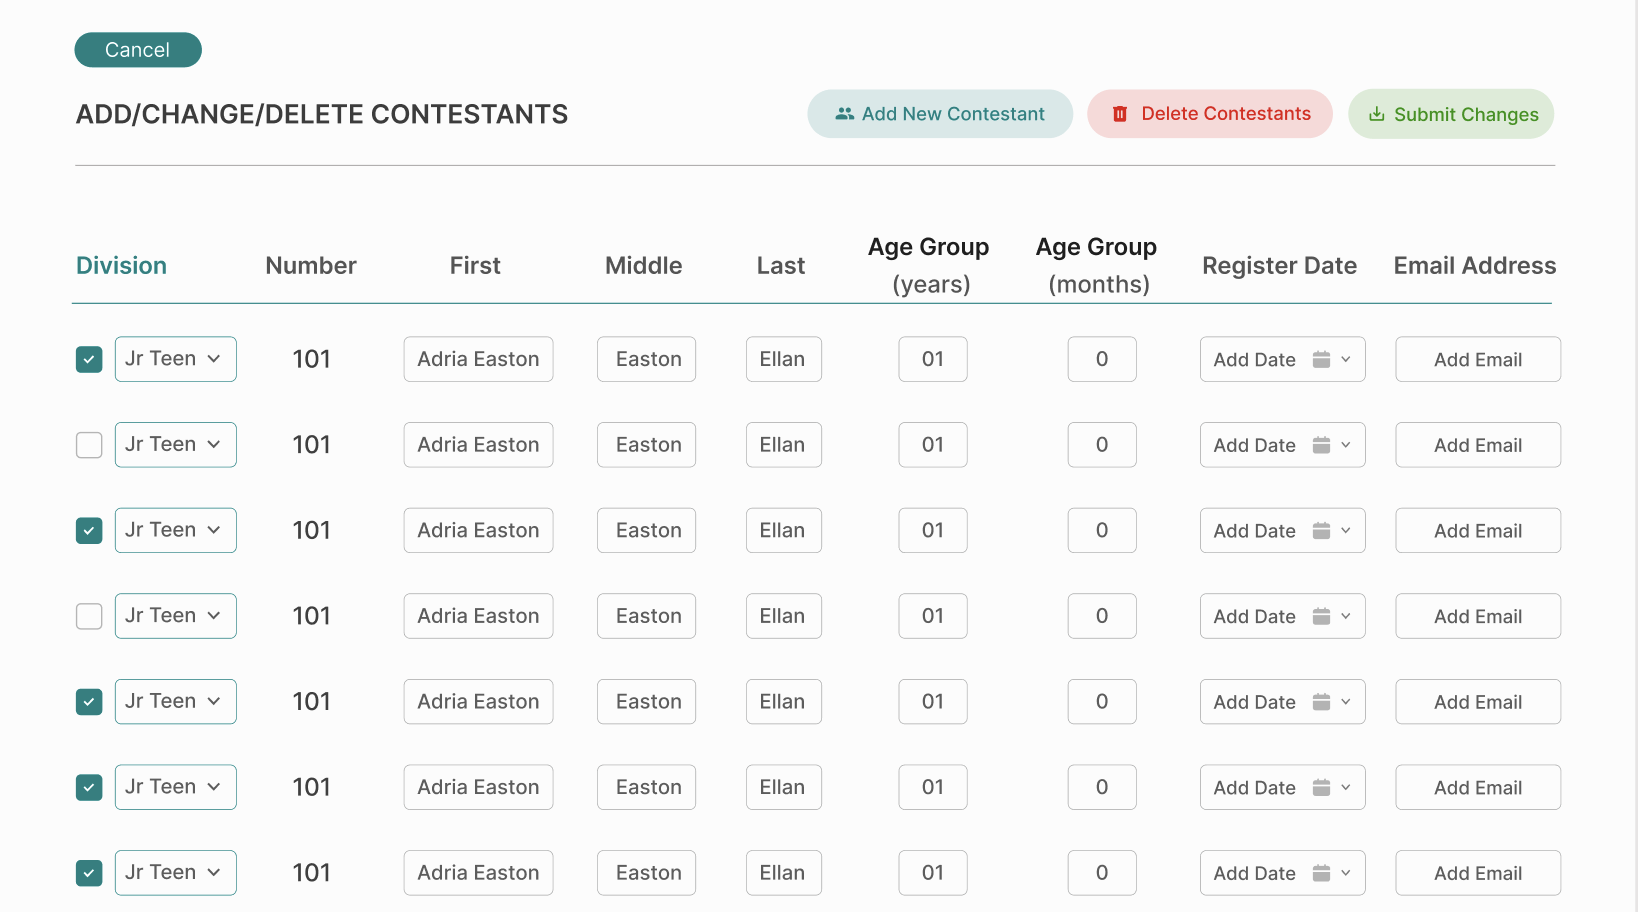 Cancel
ADD/CHANGE/DELETE CONTESTANTS
Add New Contestant
Delete Contestants
Submit Changes
Division Number First Middle Last Age Group (years) Age Group (months) Register Date Email Address
Jr Teen 101 Adria Easton Easton Ellan 01 0 Add Date Add Email
Jr Teen 101 Adria Easton Easton Ellan 01 0 Add Date Add Email
Jr Teen 101 Adria Easton Easton Ellan 01 0 Add Date Add Email
Jr Teen 101 Adria Easton Easton Ellan 01 0 Add Date Add Email
Jr Teen 101 Adria Easton Easton Ellan 01 0 Add Date Add Email
Jr Teen 101 Adria Easton Easton Ellan 01 0 Add Date Add Email
Jr Teen 101 Adria Easton Easton Ellan 01 0 Add Date Add Email